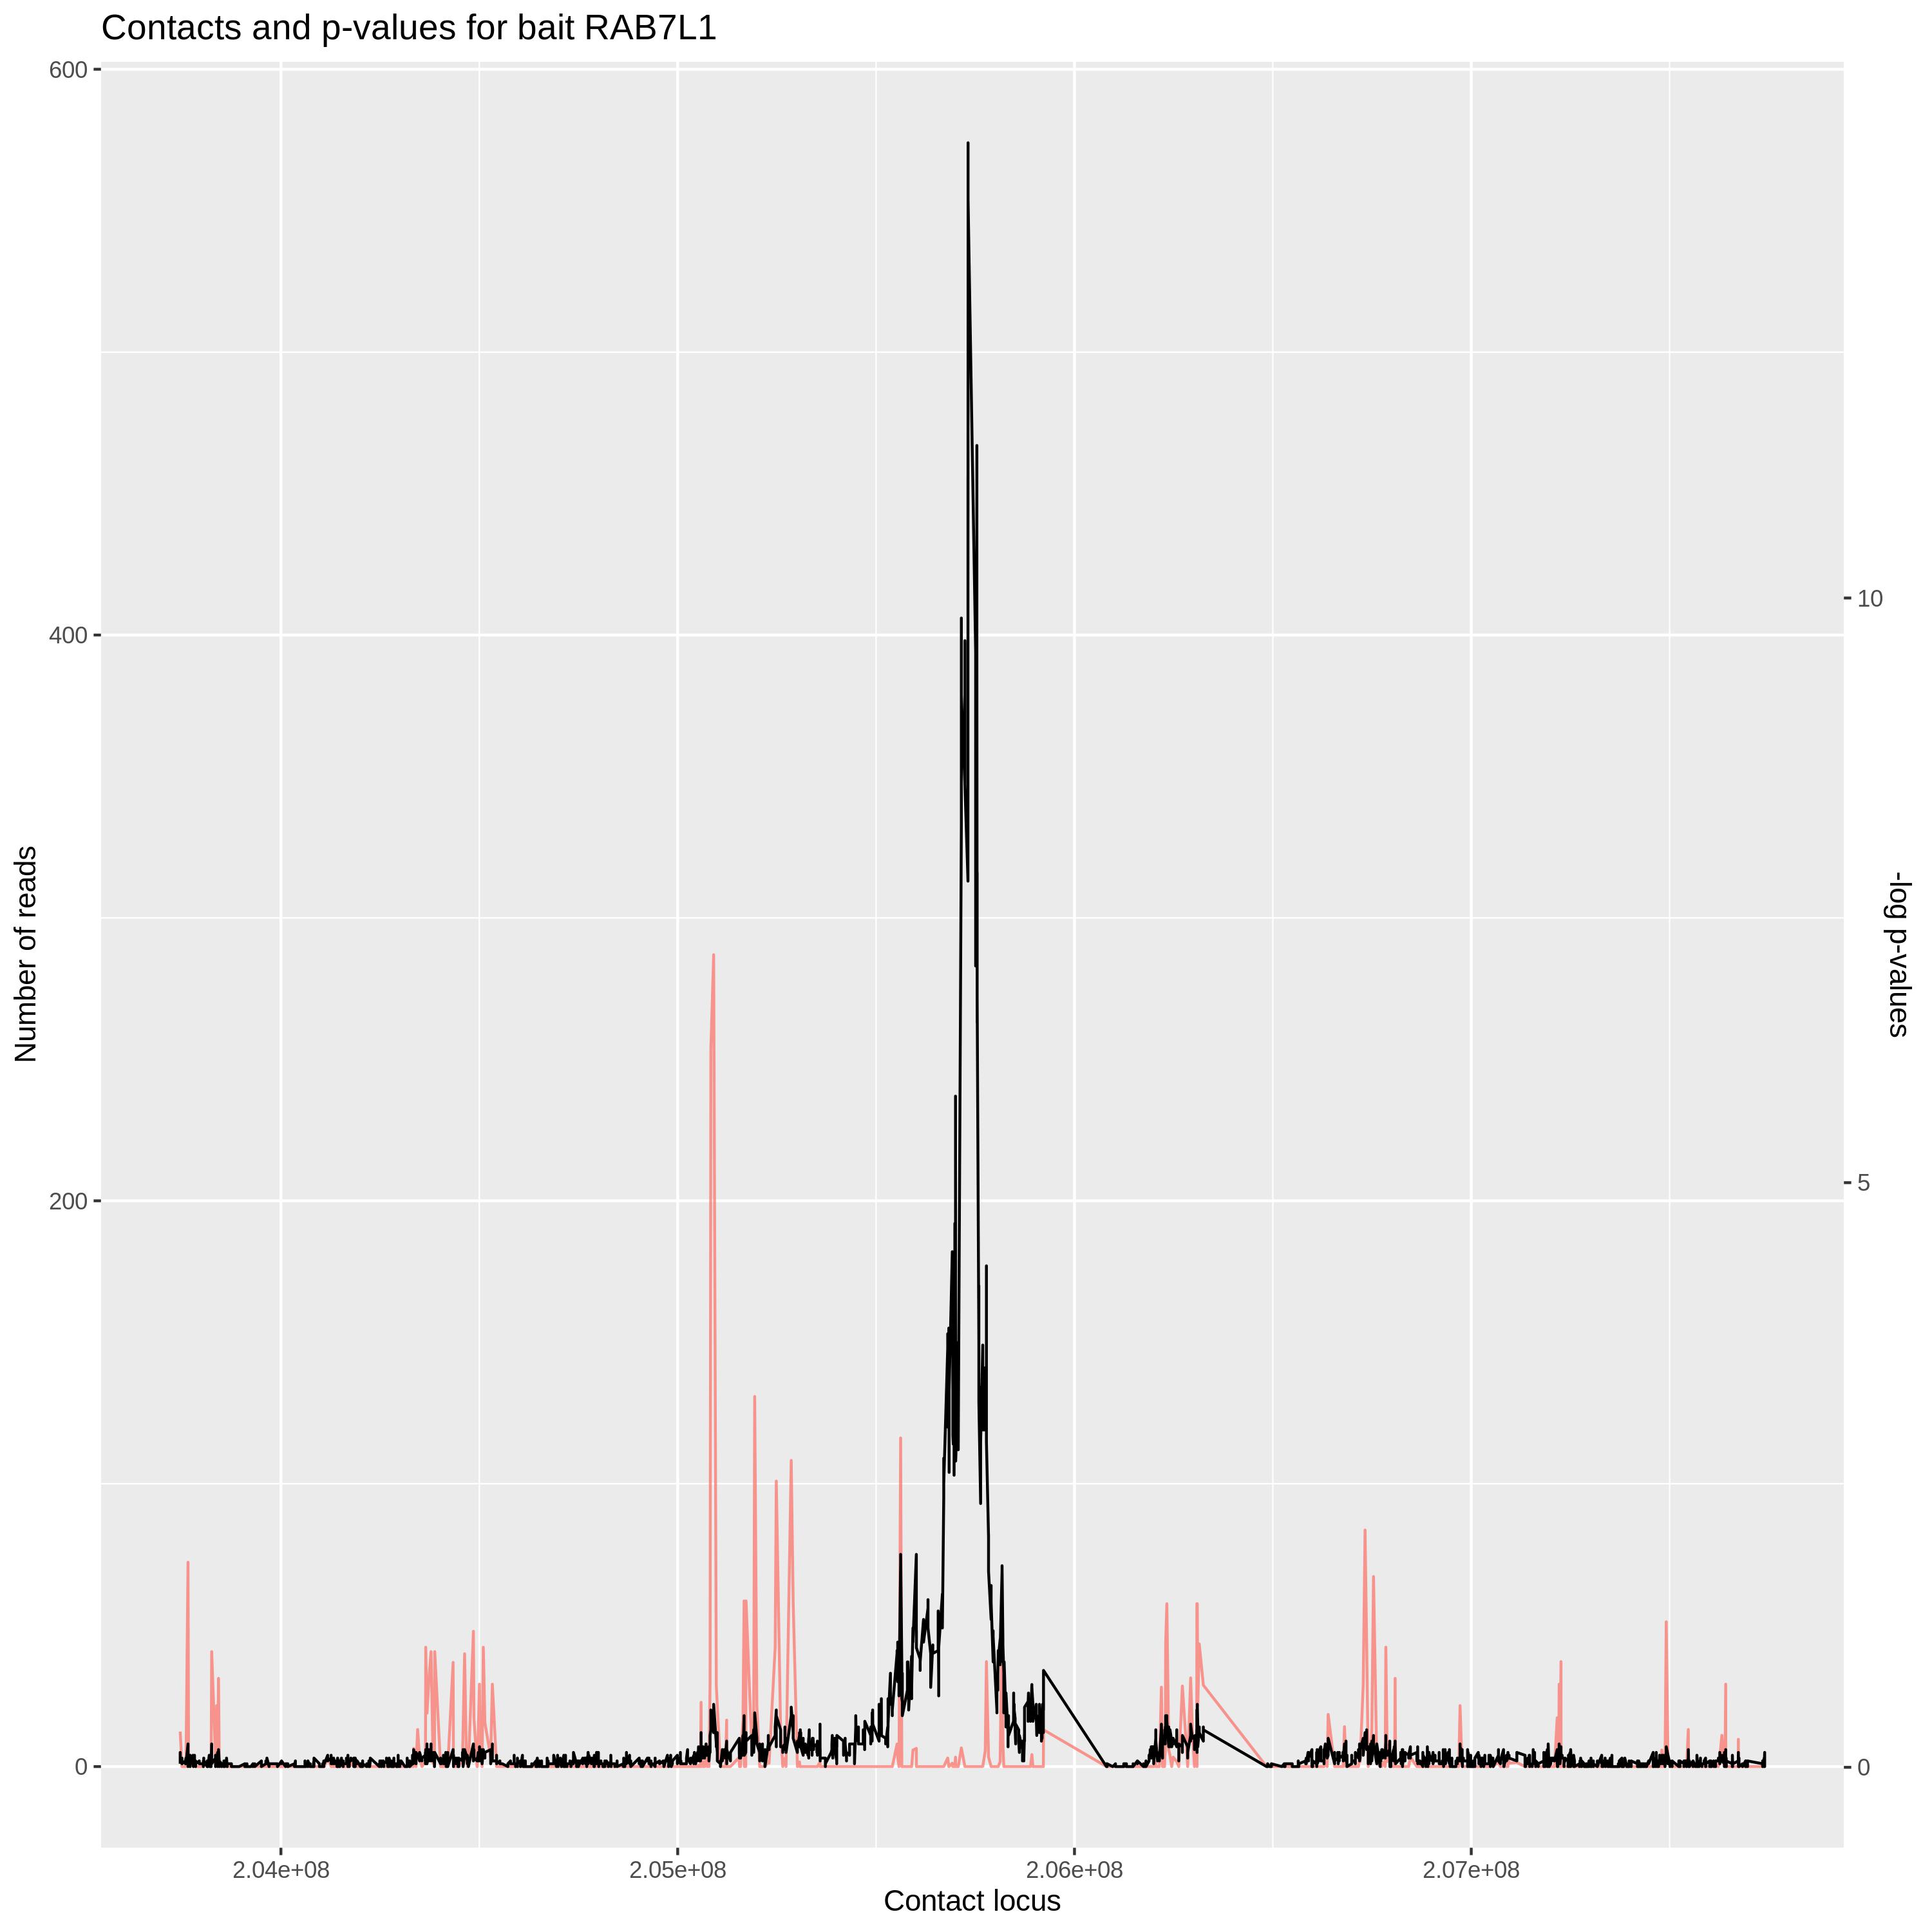 Contacts and p-values for bait RAB7L1
600
400
200
0
Number of reads
10
5
0
-log p-values
2.04e+08
2.05e+08
2.06e+08
2.07e+08
Contact locus